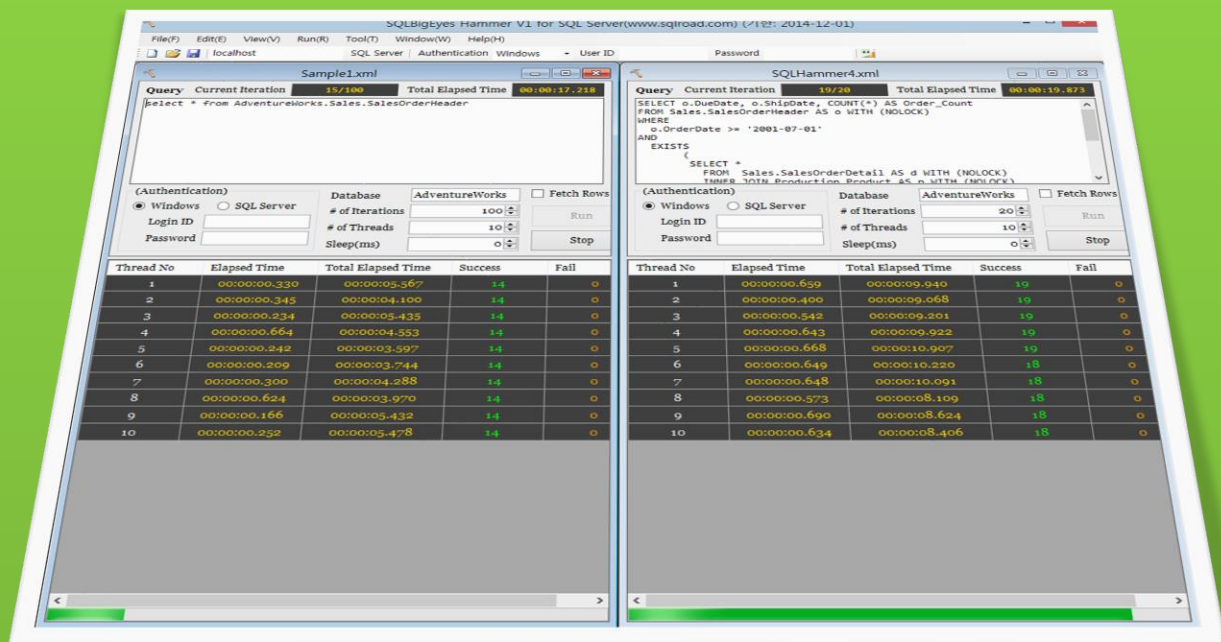 SQLBigEyes Hammer V1 for SQL Server(www.sqlroad.com) (기한: 2014-12-01)
File(F) Edit(E) View(V) Run(R) Tool(T) Window(W) Help(H)
localhost SQL Server Authentication Windows User ID Password
Sample1.xml
Query Current Iteration 15/100 Total Elapsed Time 00:00:17.218
select * from AdventureWorks.Sales.SalesOrderHeader
(Authentication)
Windows SQL Server
Login ID
Password
Database AdventureWorks Fetch Rows
# of Iterations 100 Run
# of Threads 10
Sleep(ms) 0 Stop
Thread No Elapsed Time Total Elapsed Time Success Fail
1 00:00:00.330 00:00:05.567 14 0
2 00:00:00.345 00:00:04.100 14 0
3 00:00:00.234 00:00:05.435 14 0
4 00:00:00.664 00:00:04.553 14 0
5 00:00:00.242 00:00:03.597 14 0
6 00:00:00.209 00:00:03.744 14 0
7 00:00:00.300 00:00:04.288 14 0
8 00:00:00.624 00:00:03.970 14 0
9 00:00:00.166 00:00:05.432 14 0
10 00:00:00.252 00:00:05.478 14 0
SQLHammer4.xml
Query Current Iteration 19/20 Total Elapsed Time 00:00:19.873
SELECT o.DueDate, o.ShipDate, COUNT(*) AS Order_Count
FROM Sales.SalesOrderHeader AS o WITH (NOLOCK)
WHERE
o.OrderDate >= '2001-07-01'
AND
EXISTS
(
SELECT *
FROM Sales.SalesOrderDetail AS d WITH (NOLOCK)
INNER JOIN Production.Product AS p WITH (NOLOCK)
(Authentication)
Windows SQL Server
Login ID
Password
Database AdventureWorks Fetch Rows
# of Iterations 20 Run
# of Threads 10
Sleep(ms) 0 Stop
Thread No Elapsed Time Total Elapsed Time Success Fail
1 00:00:00.659 00:00:09.940 19 0
2 00:00:00.400 00:00:09.068 19 0
3 00:00:00.542 00:00:09.201 19 0
4 00:00:00.643 00:00:09.922 19 0
5 00:00:00.668 00:00:10.907 19 0
6 00:00:00.649 00:00:10.220 18 0
7 00:00:00.648 00:00:10.091 18 0
8 00:00:00.573 00:00:08.109 18 0
9 00:00:00.690 00:00:08.624 18 0
10 00:00:00.634 00:00:08.406 18 0